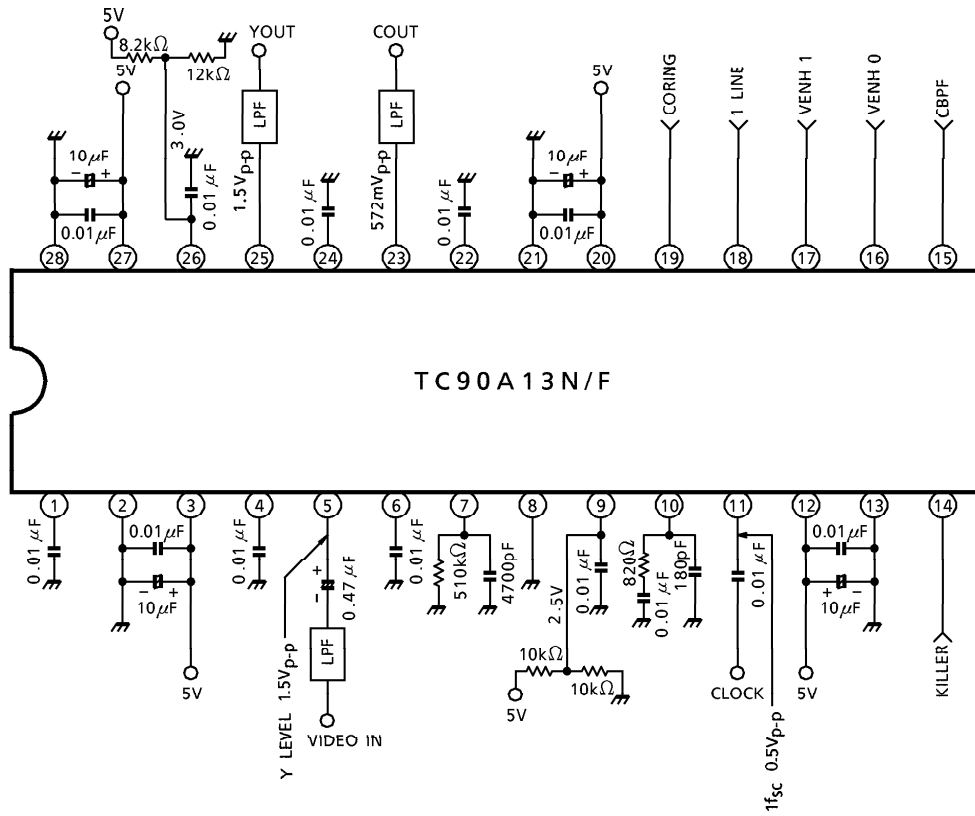 5V
8.2kΩ
12kΩ
5V
YOUT
COUT
5V
CORING
1 LINE
VENH 1
VENH 0
CBPF
LPF
LPF
3.0V
10μF
- +
0.01μF
0.01μF
1.5Vp-p
0.01μF
572mVp-p
0.01μF
10μF
- +
0.01μF
28
27
26
25
24
23
22
21
20
19
18
17
16
15
TC90A13N/F
1
2
3
4
5
6
7
8
9
10
11
12
13
14
0.01μF
0.01μF
- +
10μF
5V
0.01μF
+
-
0.47μF
LPF
VIDEO IN
Y LEVEL 1.5Vp-p
0.01μF
510kΩ
4700pF
2.5V
0.01μF
10kΩ
10kΩ
5V
820Ω
0.01μF
180pF
0.01μF
CLOCK
1fsc 0.5Vp-p
0.01μF
+ -
10μF
5V
KILLER